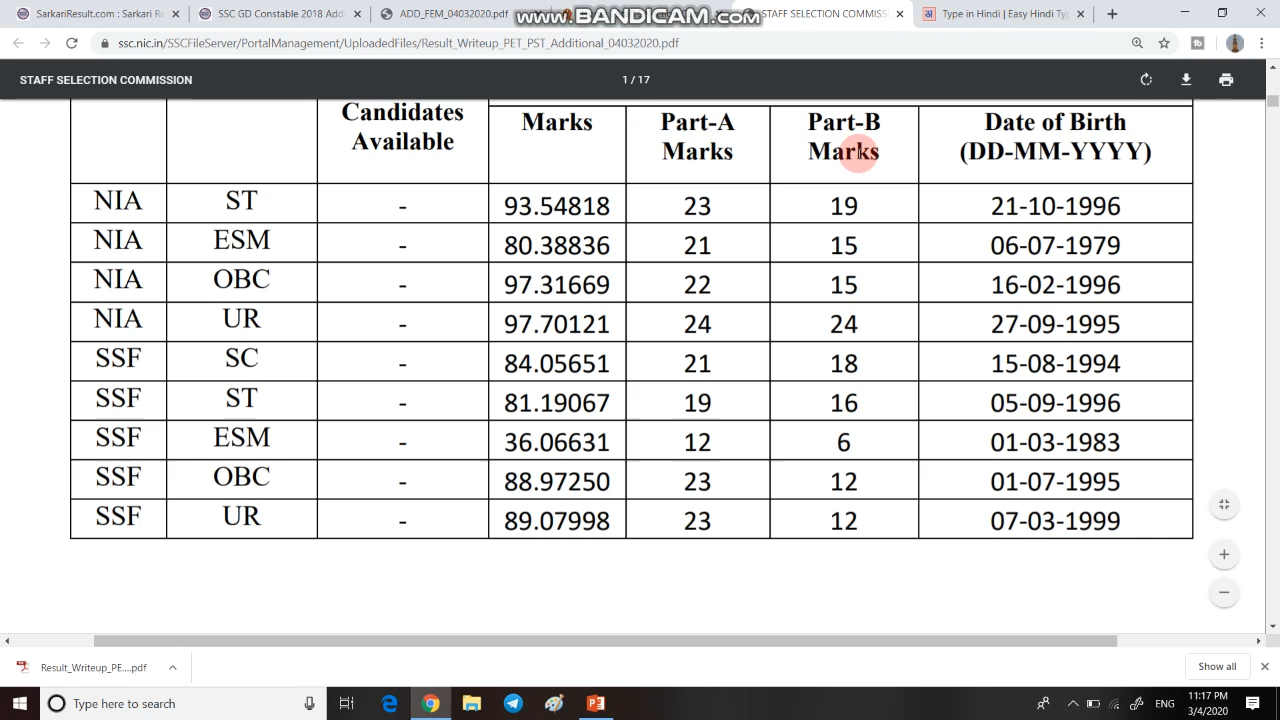 SarkariResult.com : Sarkari Re
SSC GD Constable 2018 Addi
ADD_FEM_04032020.pdf
www.BANDICAM.com
STAFF SELECTION COMMISSI
Type in Hindi | Easy Hindi Typ
ssc.nic.in/SSCFileServer/PortalManagement/UploadedFiles/Result_Writeup_PET_PST_Additional_04032020.pdf
STAFF SELECTION COMMISSION
1 / 17
Candidates Available
Marks
Part-A Marks
Part-B Marks
Date of Birth (DD-MM-YYYY)
NIA ST - 93.54818 23 19 21-10-1996
NIA ESM - 80.38836 21 15 06-07-1979
NIA OBC - 97.31669 22 15 16-02-1996
NIA UR - 97.70121 24 24 27-09-1995
SSF SC - 84.05651 21 18 15-08-1994
SSF ST - 81.19067 19 16 05-09-1996
SSF ESM - 36.06631 12 6 01-03-1983
SSF OBC - 88.97250 23 12 01-07-1995
SSF UR - 89.07998 23 12 07-03-1999
Result_Writeup_PE....pdf
Show all
Type here to search
ENG
11:17 PM
3/4/2020